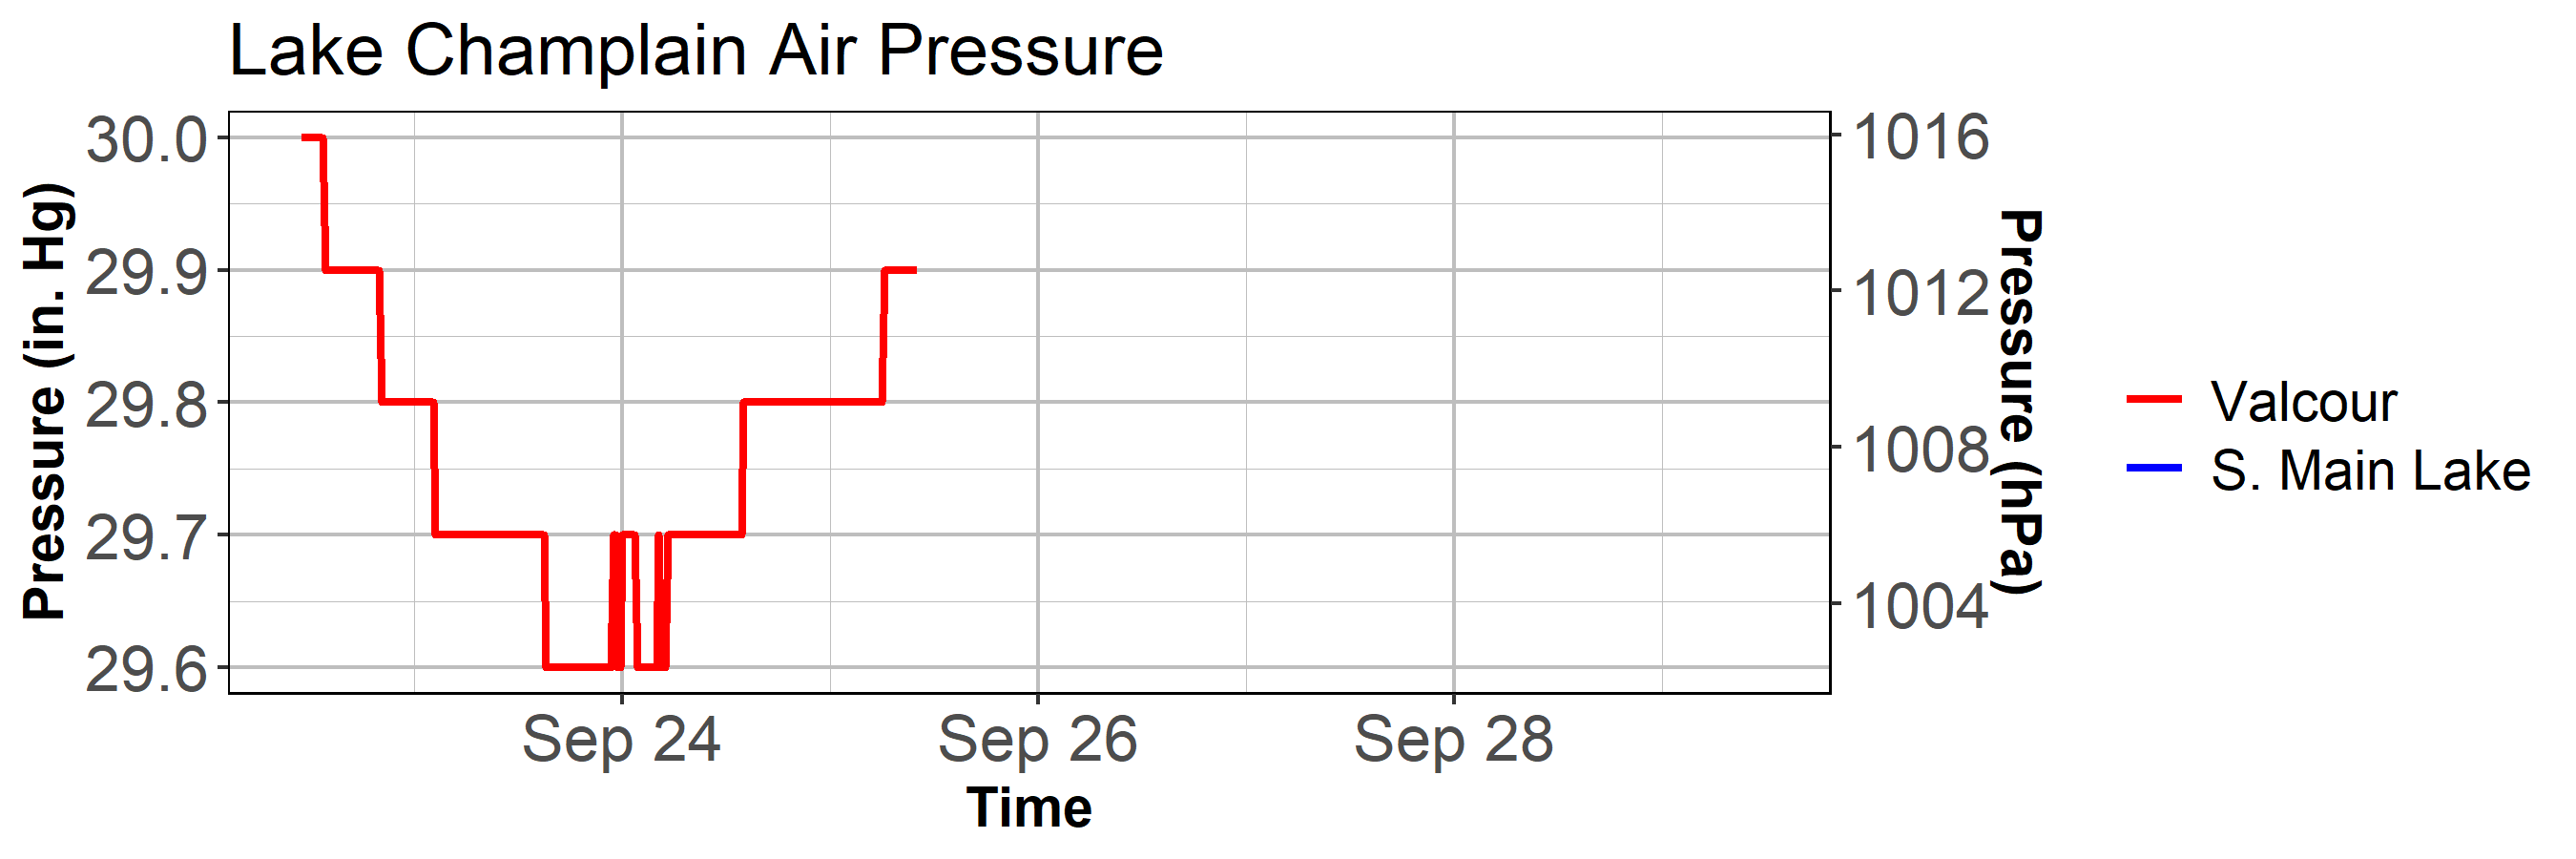 Lake Champlain Air Pressure
Pressure (in. Hg)
30.0
29.9
29.8
29.7
29.6
1016
1012
1008
1004
Pressure (hPa)
Sep 24
Sep 26
Sep 28
Time
Valcour
S. Main Lake